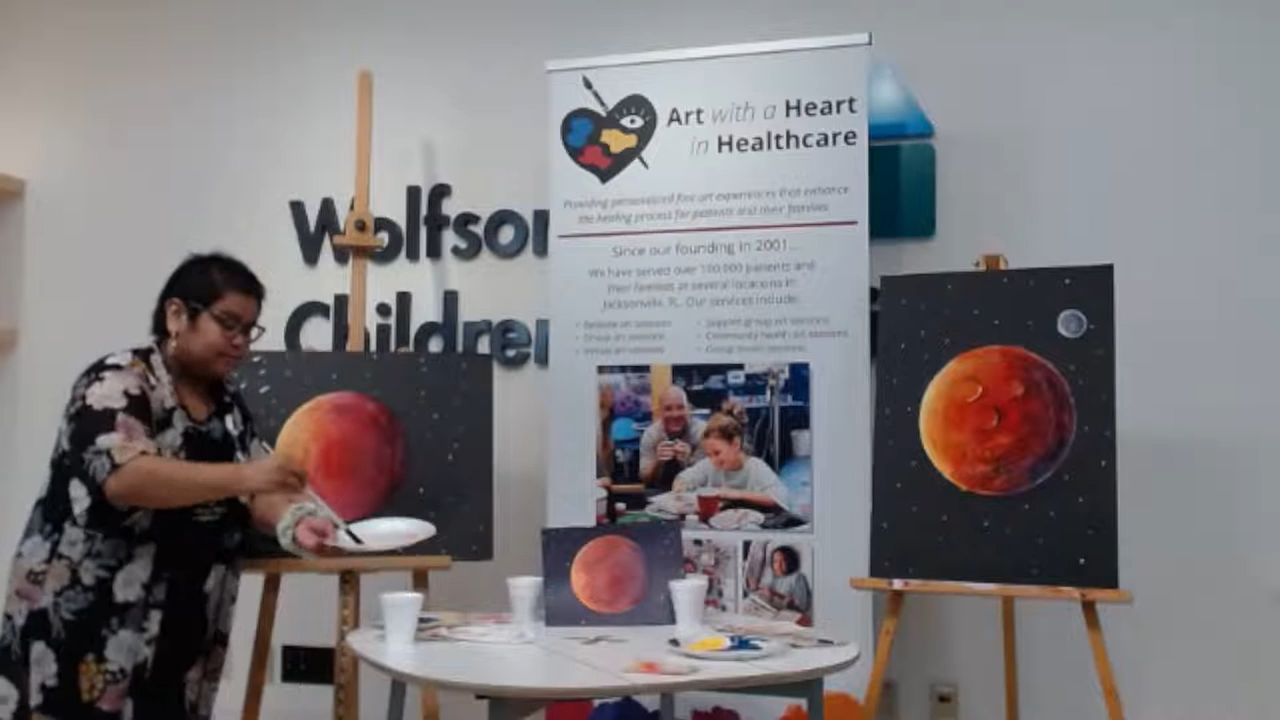 Wolfson
Children
Art with a Heart
in Healthcare
Providing personalized fine art experiences that enhance
the healing process for patients and their families
Since our founding in 2001...
We have served over 100,000 patients and
their families at several locations in
Jacksonville, FL. Our services include: